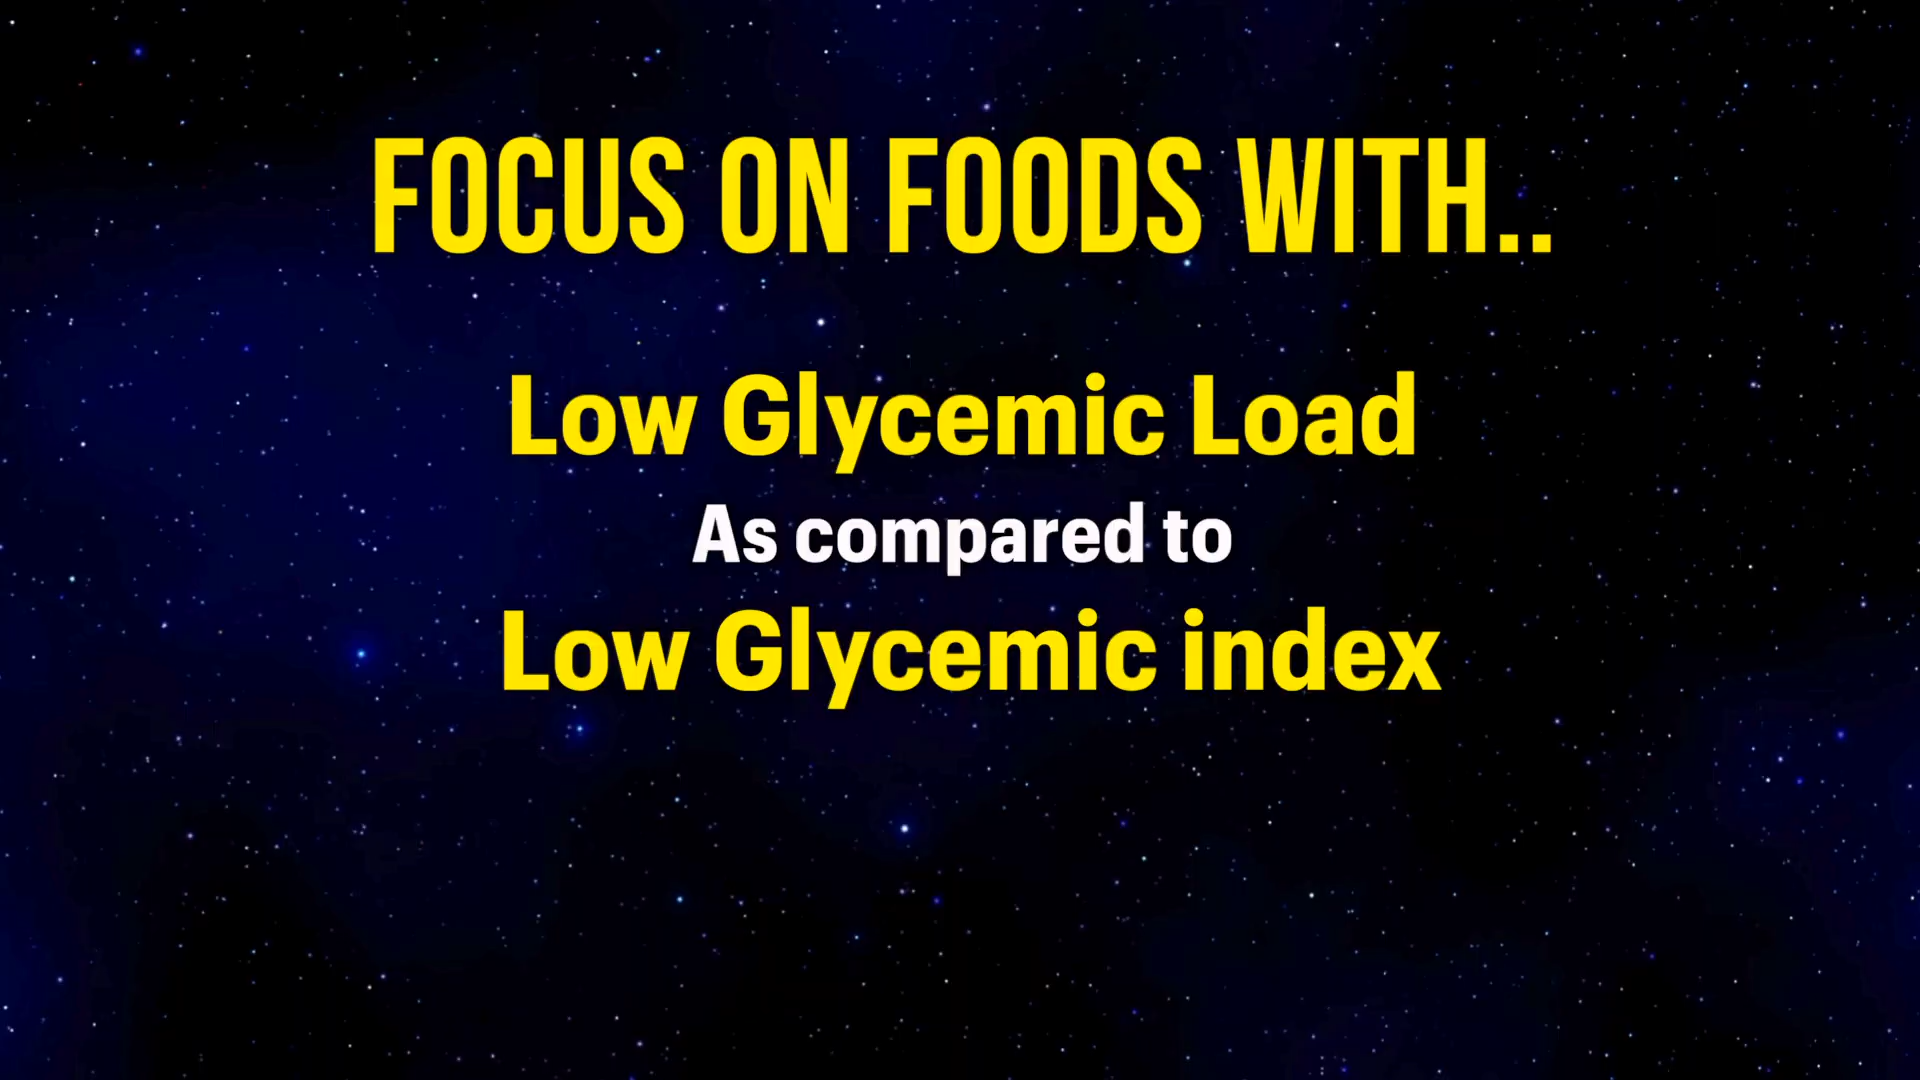 FOCUS ON FOODS WITH..
Low Glycemic Load
As compared to
Low Glycemic index